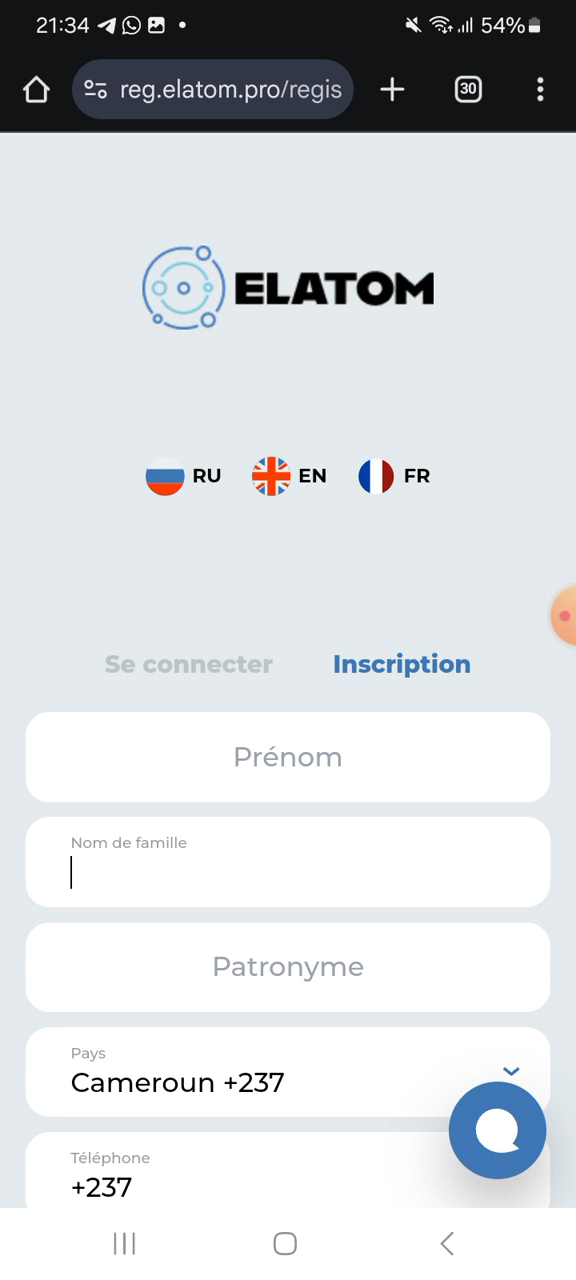 21:34 54%
reg.elatom.pro/regis 30
ELATOM
RU EN FR
Se connecter Inscription
Prénom
Nom de famille
Patronyme
Pays
Cameroun +237
Téléphone
+237